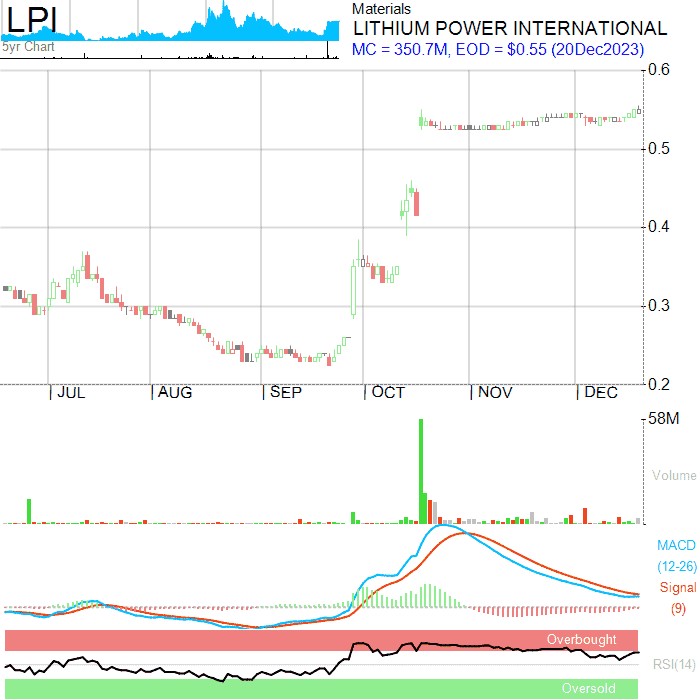 LPI
5yr Chart
Materials
LITHIUM POWER INTERNATIONAL
MC = 350.7M, EOD = $0.55 (20Dec2023)
0.6
0.5
0.4
0.3
0.2
JUL
AUG
SEP
OCT
NOV
DEC
58M
Volume
MACD
(12-26)
Signal
(9)
Overbought
RSI(14)
Oversold